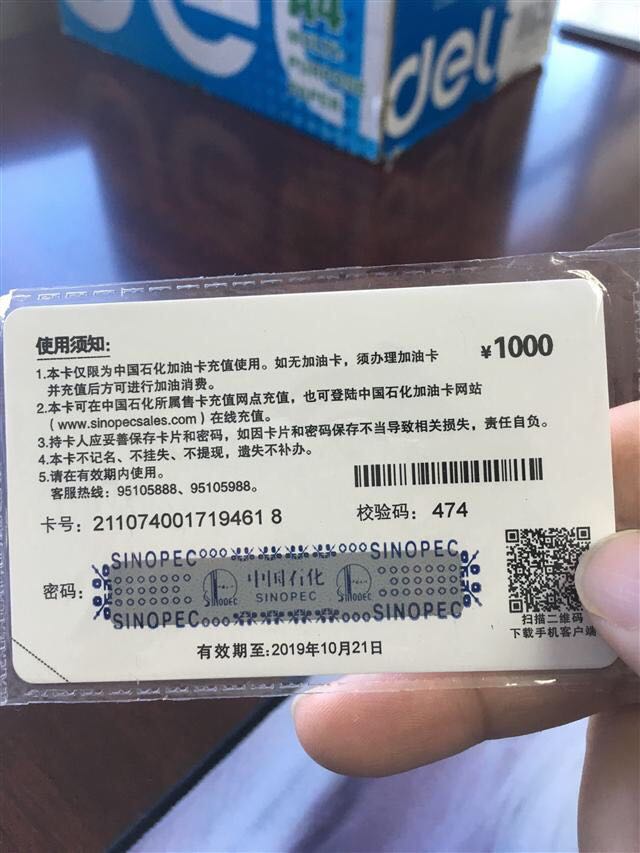 deli
使用须知:
¥1000
1.本卡仅限为中国石化加油卡充值使用。如无加油卡，须办理加油卡
并充值后方可进行加油消费。
2.本卡可在中国石化所属售卡充值网点充值，也可登陆中国石化加油卡网站
（www.sinopecsales.com）在线充值。
3.持卡人应妥善保存卡片和密码，如因卡片和密码保存不当导致相关损失，责任自负。
4.本卡不记名、不挂失、不提现，遗失不补办。
5.请在有效期内使用。
客服热线：95105888、95105988。
卡号：211074001719461 8
校验码：474
密码：
SINOPEC SINOPEC
中国石化
SINOPEC
SINOPEC SINOPEC
扫描二维码
下载手机客户端
有效期至:2019年10月21日